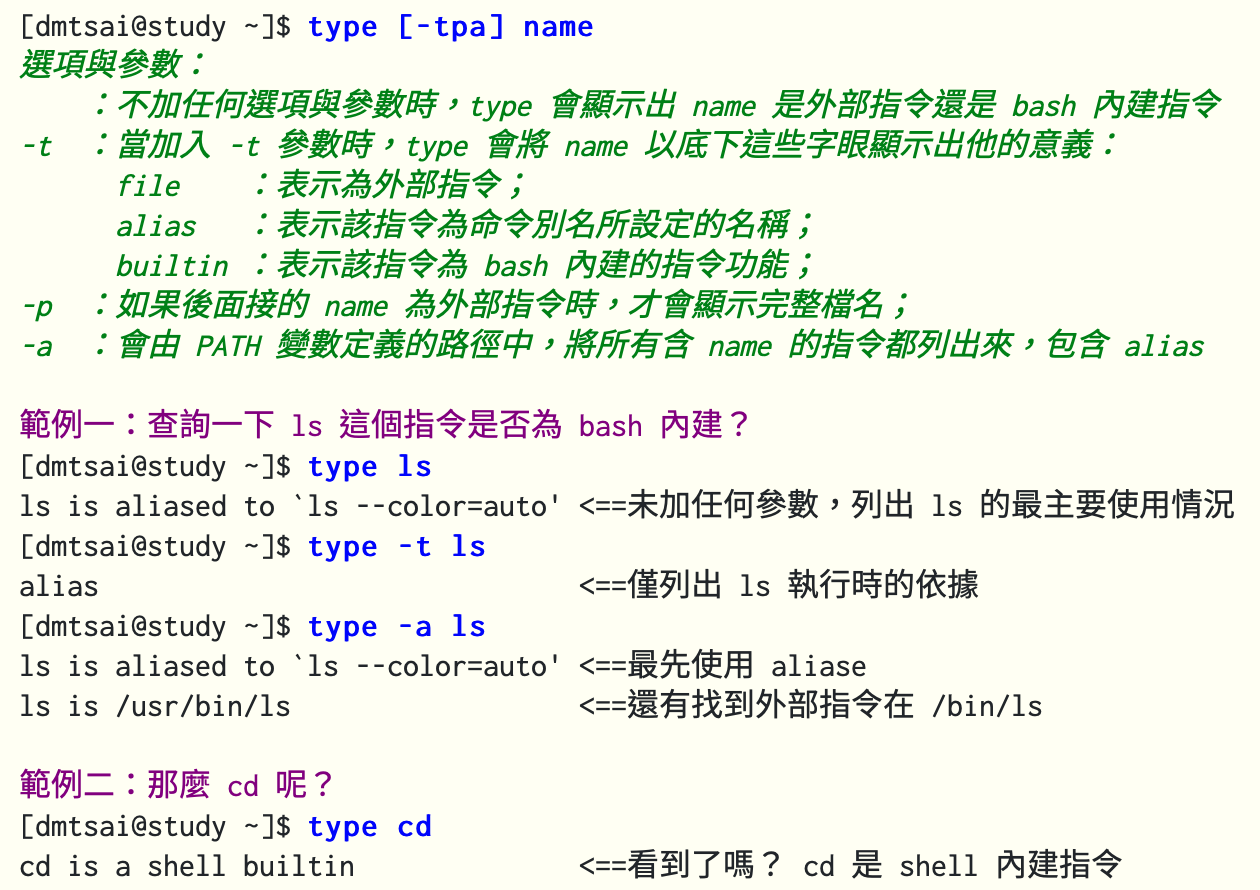 [dmtsai@study ~]$ type [-tpa] name
選項與參數：
    ：不加任何選項與參數時，type 會顯示出 name 是外部指令還是 bash 內建指令
-t  ：當加入 -t 參數時，type 會將 name 以底下這些字眼顯示出他的意義：
      file    ：表示為外部指令；
      alias   ：表示該指令為命令別名所設定的名稱；
      builtin ：表示該指令為 bash 內建的指令功能；
-p  ：如果後面接的 name 為外部指令時，才會顯示完整檔名；
-a  ：會由 PATH 變數定義的路徑中，將所有含 name 的指令都列出來，包含 alias
範例一：查詢一下 ls 這個指令是否為 bash 內建？
[dmtsai@study ~]$ type ls
ls is aliased to `ls --color=auto' <==未加任何參數，列出 ls 的最主要使用情況
[dmtsai@study ~]$ type -t ls
alias                              <==僅列出 ls 執行時的依據
[dmtsai@study ~]$ type -a ls
ls is aliased to `ls --color=auto' <==最先使用 aliase
ls is /usr/bin/ls                  <==還有找到外部指令在 /bin/ls
範例二：那麼 cd 呢？
[dmtsai@study ~]$ type cd
cd is a shell builtin              <==看到了嗎？ cd 是 shell 內建指令